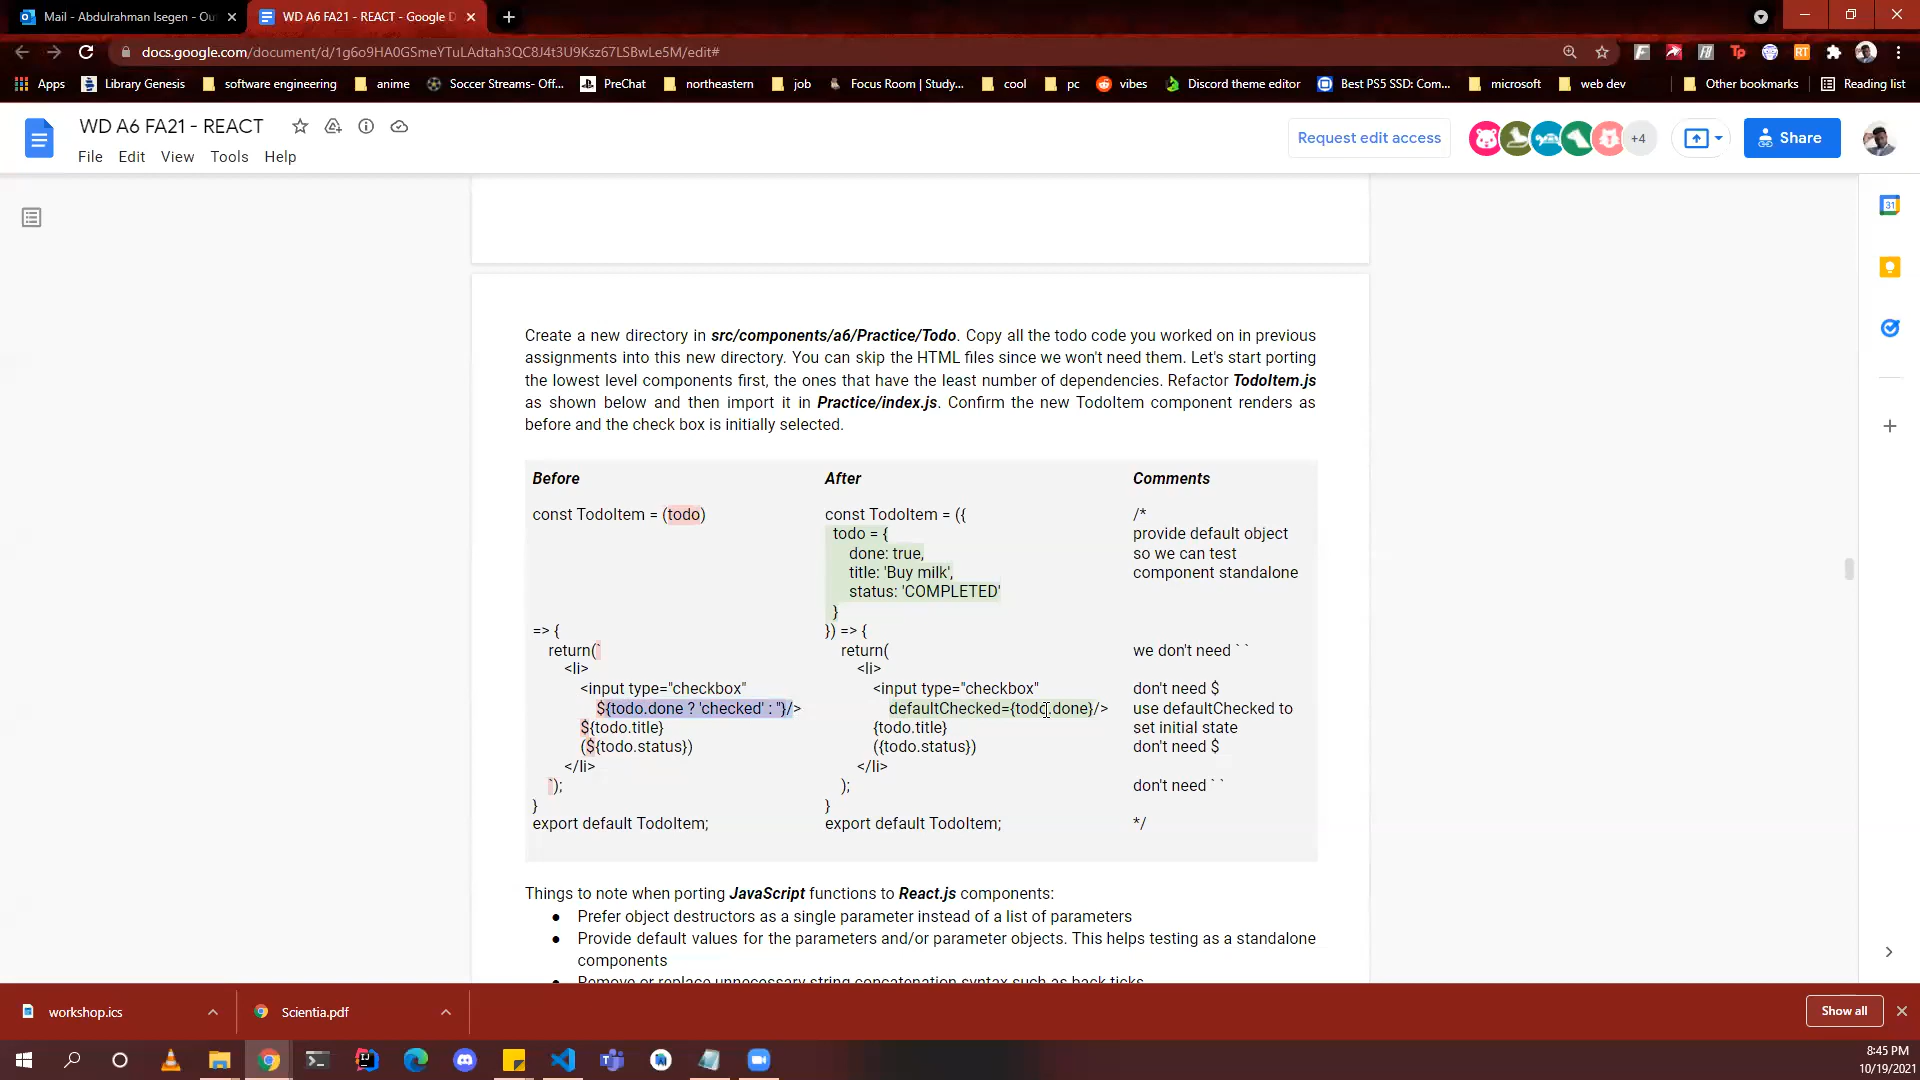 Mail - Abdulrahman Isegen - Ou
WD A6 FA21 - REACT - Google D
docs.google.com/document/d/1g6o9HA0GSmeYTuLAdtah3QC8J4t3U9Ksz67LSBwLe5M/edit#
Apps
Library Genesis
software engineering
anime
Soccer Streams- Off...
PreChat
northeastern
job
Focus Room | Study...
cool
pc
vibes
Discord theme editor
Best PS5 SSD: Com...
microsoft
web dev
Other bookmarks
Reading list
WD A6 FA21 - REACT
File Edit View Tools Help
Request edit access
+4
Share
Create a new directory in src/components/a6/Practice/Todo. Copy all the todo code you worked on in previous
assignments into this new directory. You can skip the HTML files since we won't need them. Let's start porting
the lowest level components first, the ones that have the least number of dependencies. Refactor TodoItem.js
as shown below and then import it in Practice/index.js. Confirm the new TodoItem component renders as
before and the check box is initially selected.
Before After Comments
const TodoItem = (todo) const TodoItem = ({ /*
todo = { provide default object
done: true, so we can test
title: 'Buy milk', component standalone
status: 'COMPLETED'
}
=> { }) => {
return(` return( we don't need ` `
<li> <li>
<input type="checkbox" <input type="checkbox" don't need $
${todo.done ? 'checked' : ''}/> defaultChecked={todo.done}/> use defaultChecked to
${todo.title} {todo.title} set initial state
(${todo.status}) ({todo.status}) don't need $
</li> </li>
`); ); don't need ` `
} }
export default TodoItem; export default TodoItem; */
Things to note when porting JavaScript functions to React.js components:
● Prefer object destructors as a single parameter instead of a list of parameters
● Provide default values for the parameters and/or parameter objects. This helps testing as a standalone
components
● Remove or replace unnecessary string concatenation syntax such as back ticks
workshop.ics
Scientia.pdf
Show all
8:45 PM
10/19/2021